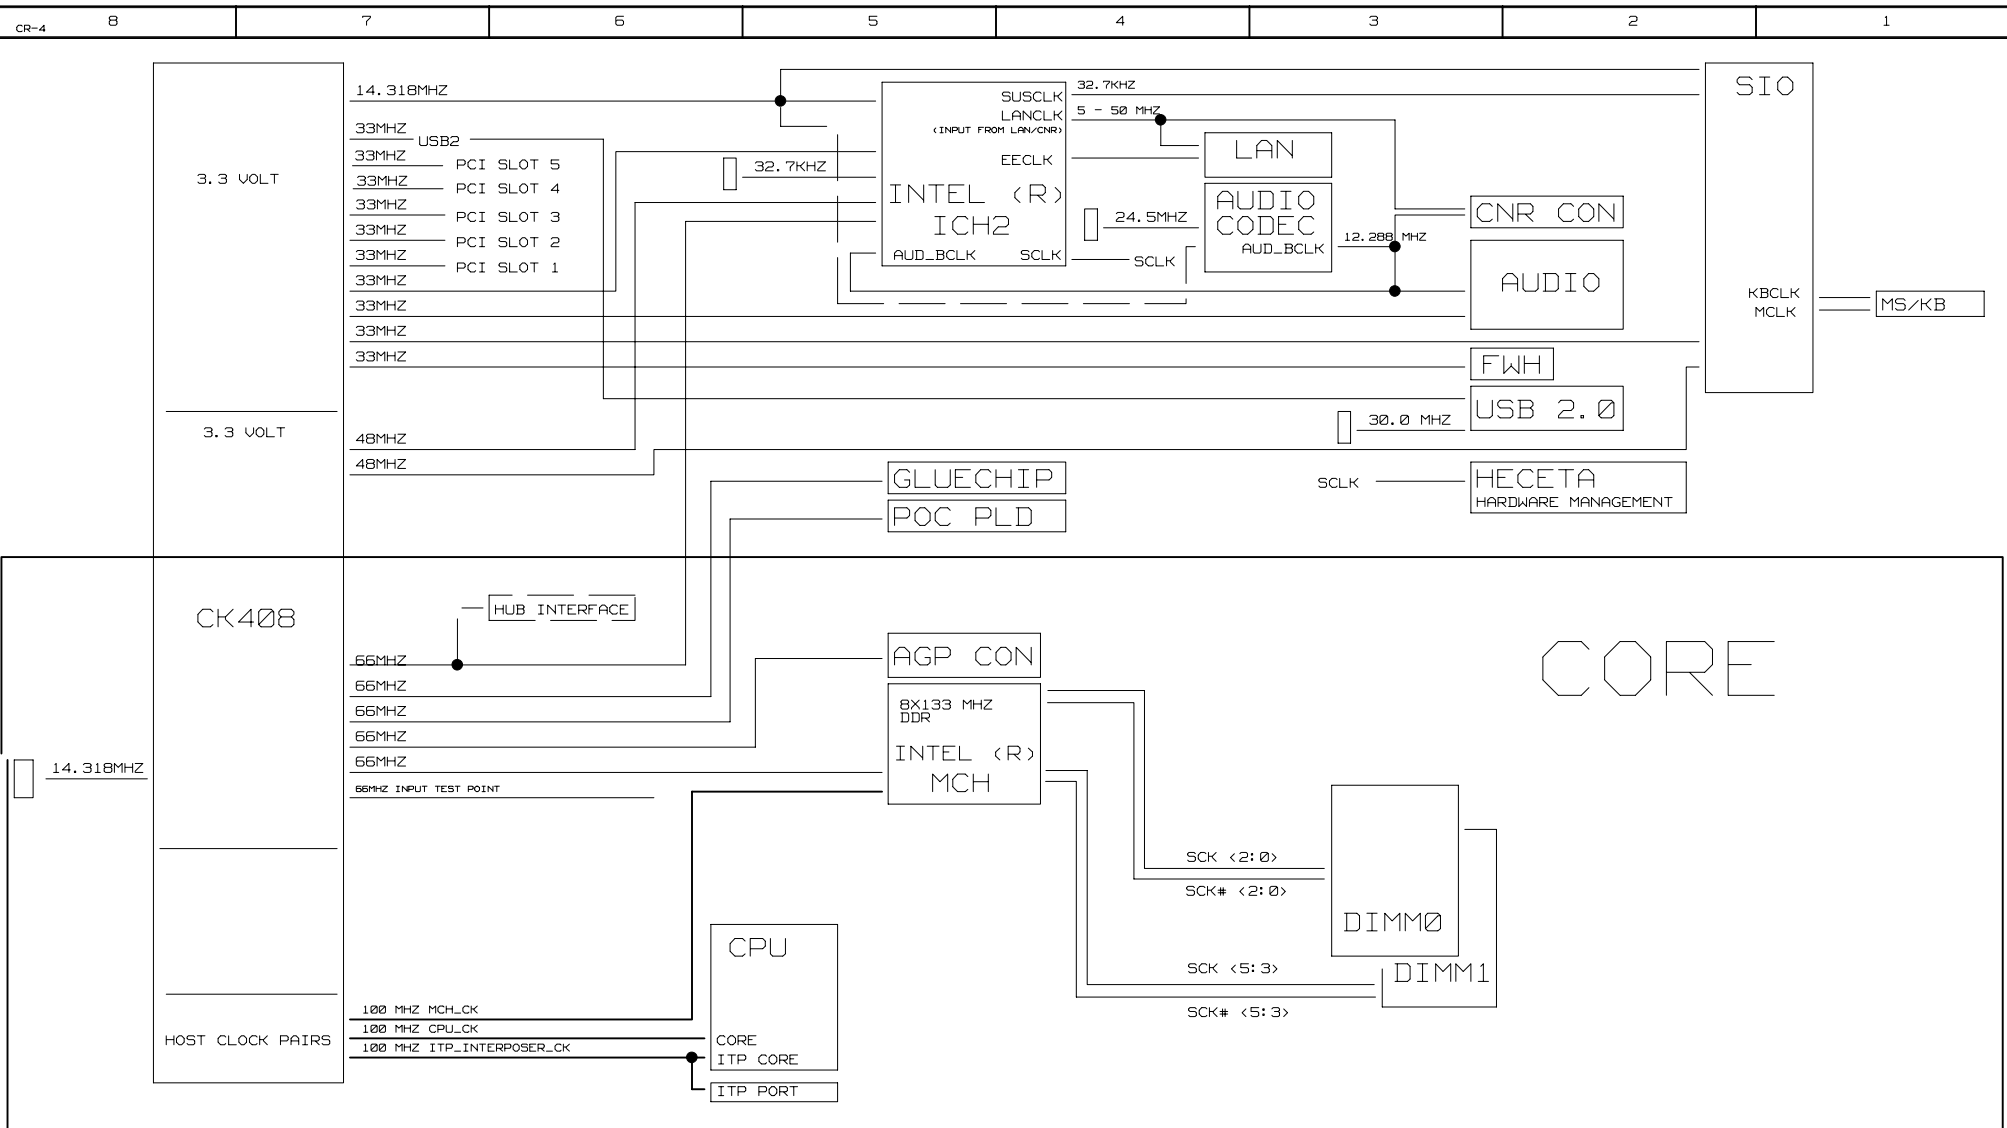 8 7 6 5 4 3 2 1
CR-4
14.318MHZ
33MHZ
USB2
33MHZ
PCI SLOT 5
33MHZ
PCI SLOT 4
33MHZ
PCI SLOT 3
33MHZ
PCI SLOT 2
33MHZ
PCI SLOT 1
33MHZ
33MHZ
33MHZ
33MHZ
3.3 VOLT
3.3 VOLT
48MHZ
48MHZ
32.7KHZ
SUSCLK
LANCLK
(INPUT FROM LAN/CNR)
EECLK
INTEL (R)
ICH2
AUD_BCLK SCLK
32.7KHZ
5 - 50 MHZ
SCLK
LAN
24.5MHZ
AUDIO
CODEC
AUD_BCLK
12.288 MHZ
CNR CON
AUDIO
SIO
KBCLK
MCLK
MS/KB
FWH
USB 2.0
30.0 MHZ
GLUECHIP
POC PLD
SCLK
HECETA
HARDWARE MANAGEMENT
CK408
HUB INTERFACE
CORE
66MHZ
66MHZ
66MHZ
66MHZ
66MHZ
66MHZ INPUT TEST POINT
14.318MHZ
AGP CON
8X133 MHZ
DDR
INTEL (R)
MCH
SCK <2:0>
SCK# <2:0>
DIMM0
SCK <5:3>
SCK# <5:3>
DIMM1
HOST CLOCK PAIRS
100 MHZ MCH_CK
100 MHZ CPU_CK
100 MHZ ITP_INTERPOSER_CK
CPU
CORE
ITP CORE
ITP PORT